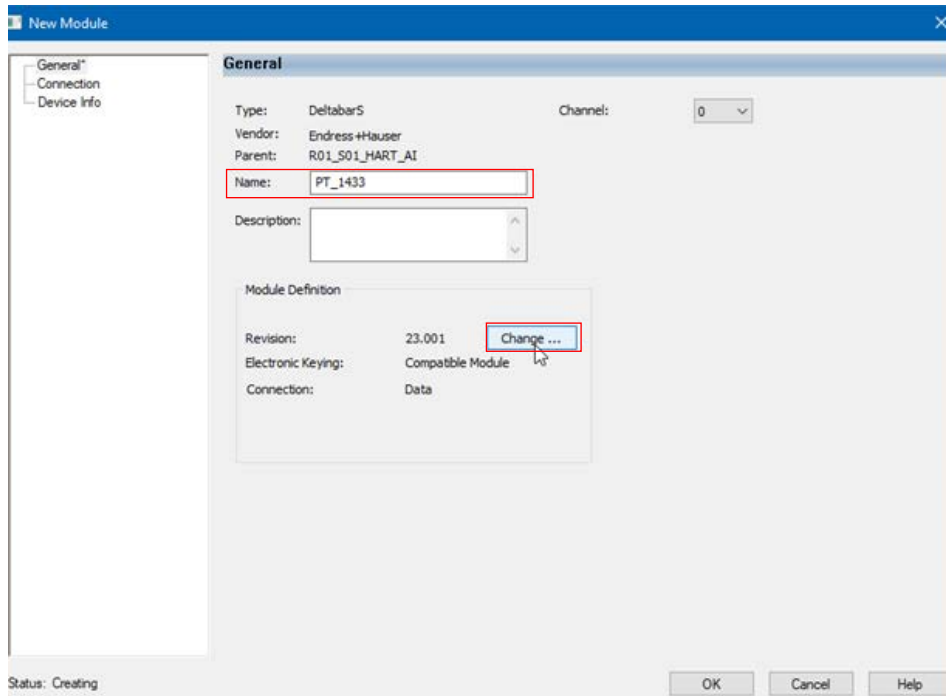 New Module
General*
Connection
Device Info
General
Type: DeltabarS Channel: 0
Vendor: Endress+Hauser
Parent: R01_S01_HART_AI
Name: PT_1433
Description:
Module Definition
Revision: 23.001 Change ...
Electronic Keying: Compatible Module
Connection: Data
Status: Creating OK Cancel Help